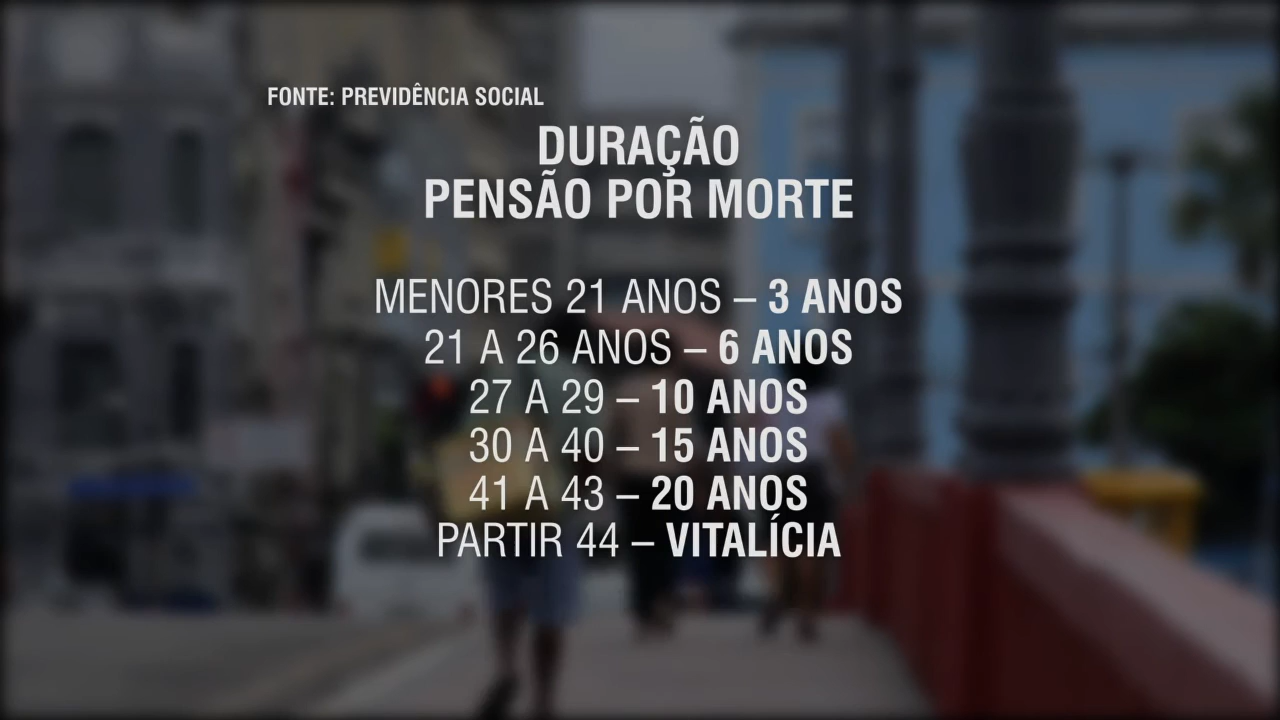 FONTE: PREVIDÊNCIA SOCIAL
DURAÇÃO
PENSÃO POR MORTE
MENORES 21 ANOS – 3 ANOS
21 A 26 ANOS – 6 ANOS
27 A 29 – 10 ANOS
30 A 40 – 15 ANOS
41 A 43 – 20 ANOS
PARTIR 44 – VITALÍCIA